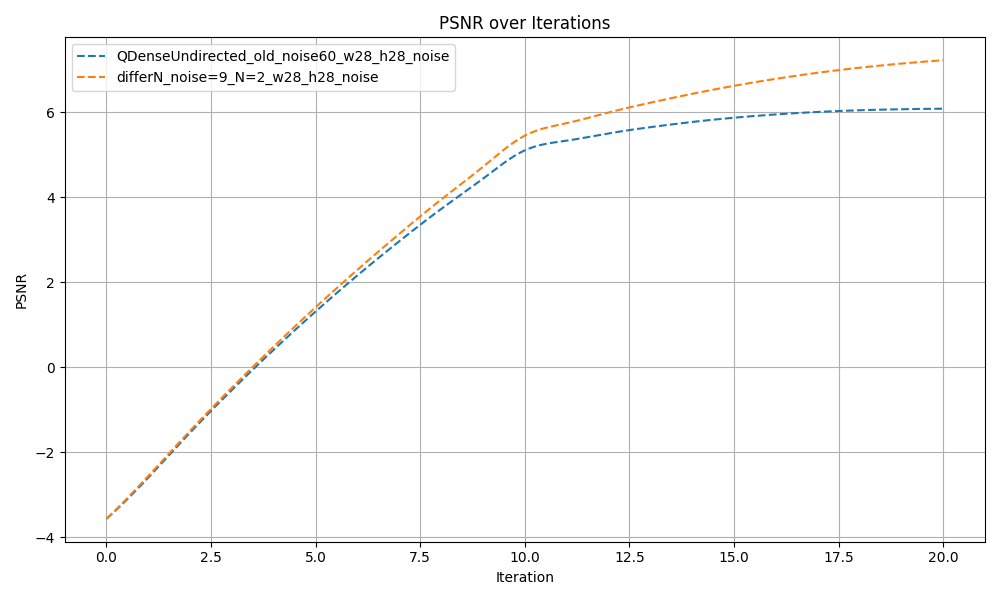 PSNR over Iterations
QDenseUndirected_old_noise60_w28_h28_noise
differN_noise=9_N=2_w28_h28_noise
PSNR
6
4
2
0
−2
−4
0.0 2.5 5.0 7.5 10.0 12.5 15.0 17.5 20.0
Iteration